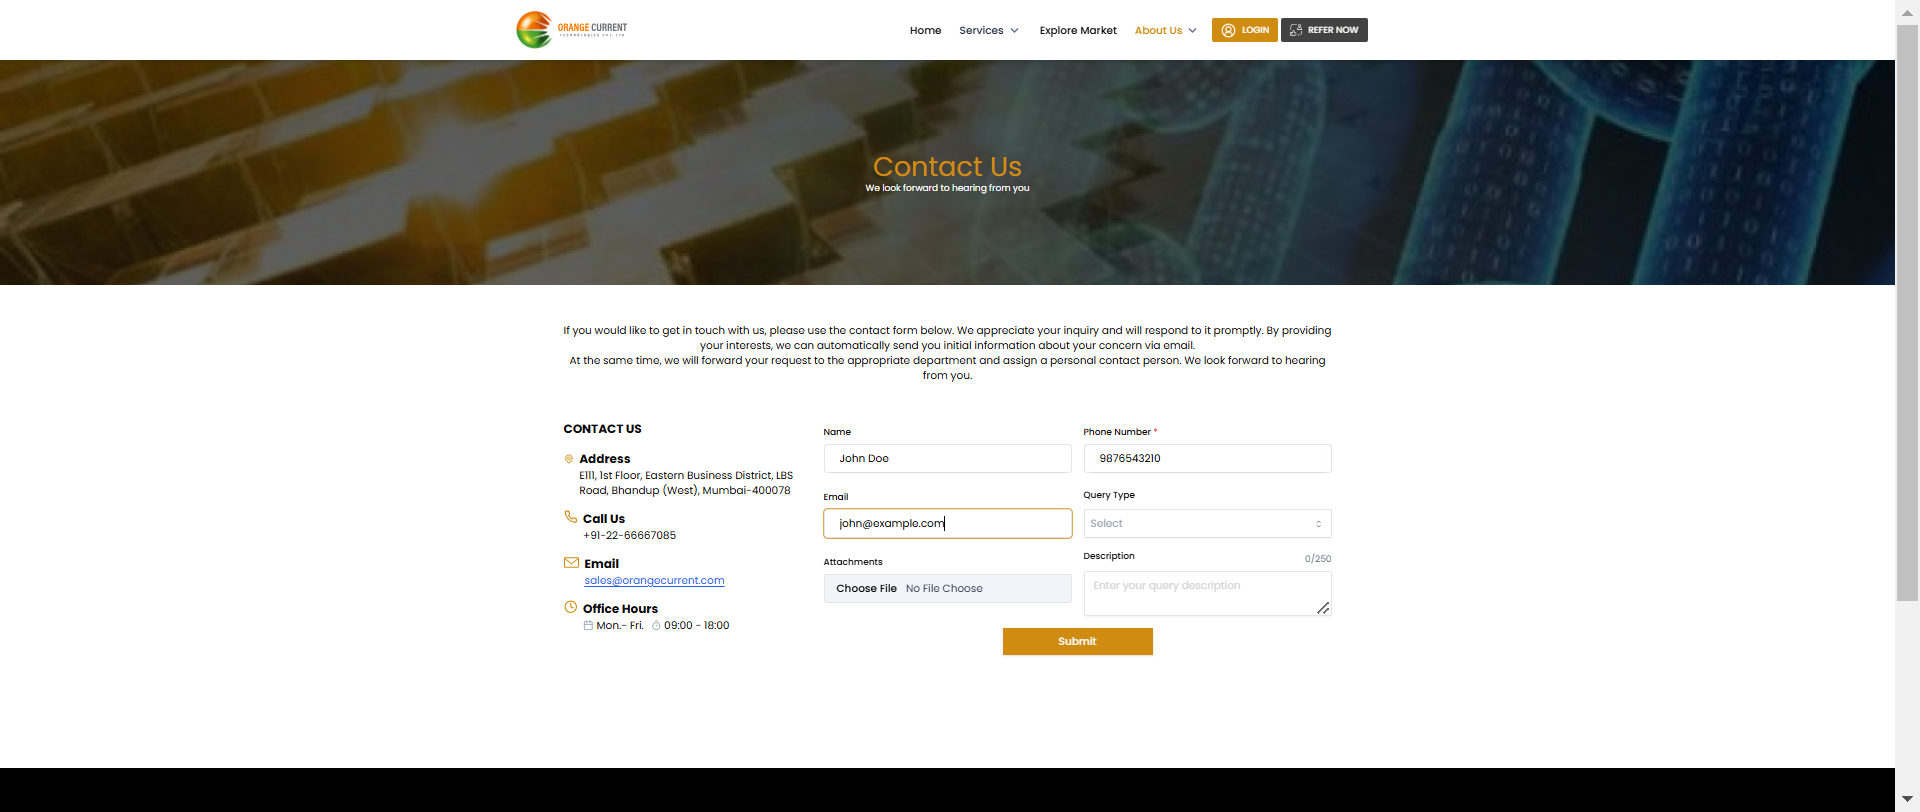 ORANGE CURRENT
TECHNOLOGIES PVT. LTD
Home Services Explore Market About Us LOGIN REFER NOW
Contact Us
We look forward to hearing from you
If you would like to get in touch with us, please use the contact form below. We appreciate your inquiry and will respond to it promptly. By providing
your interests, we can automatically send you initial information about your concern via email.
At the same time, we will forward your request to the appropriate department and assign a personal contact person. We look forward to hearing
from you.
CONTACT US
Address
E111, 1st Floor, Eastern Business District, LBS
Road, Bhandup (West), Mumbai-400078
Call Us
+91-22-66667085
Email
sales@orangecurrent.com
Office Hours
Mon.- Fri. 09:00 - 18:00
Name
John Doe
Phone Number *
9876543210
Email
john@example.com
Query Type
Select
Attachments
Choose File No File Choose
Description 0/250
Enter your query description
Submit